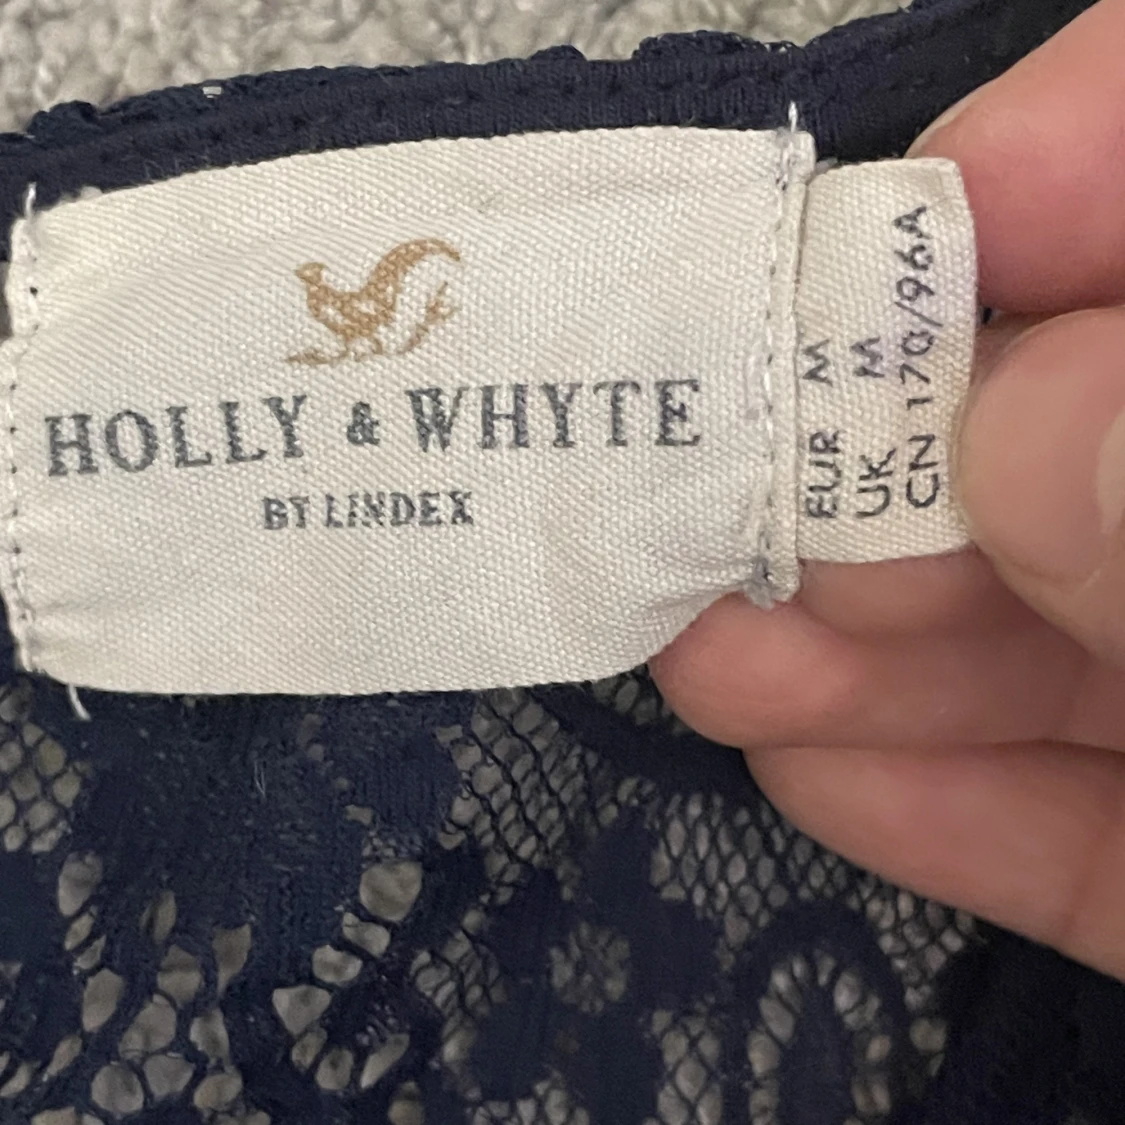 HOLLY & WHYTE
BY LINDEX
EUR M
UK M
CN 170/96A